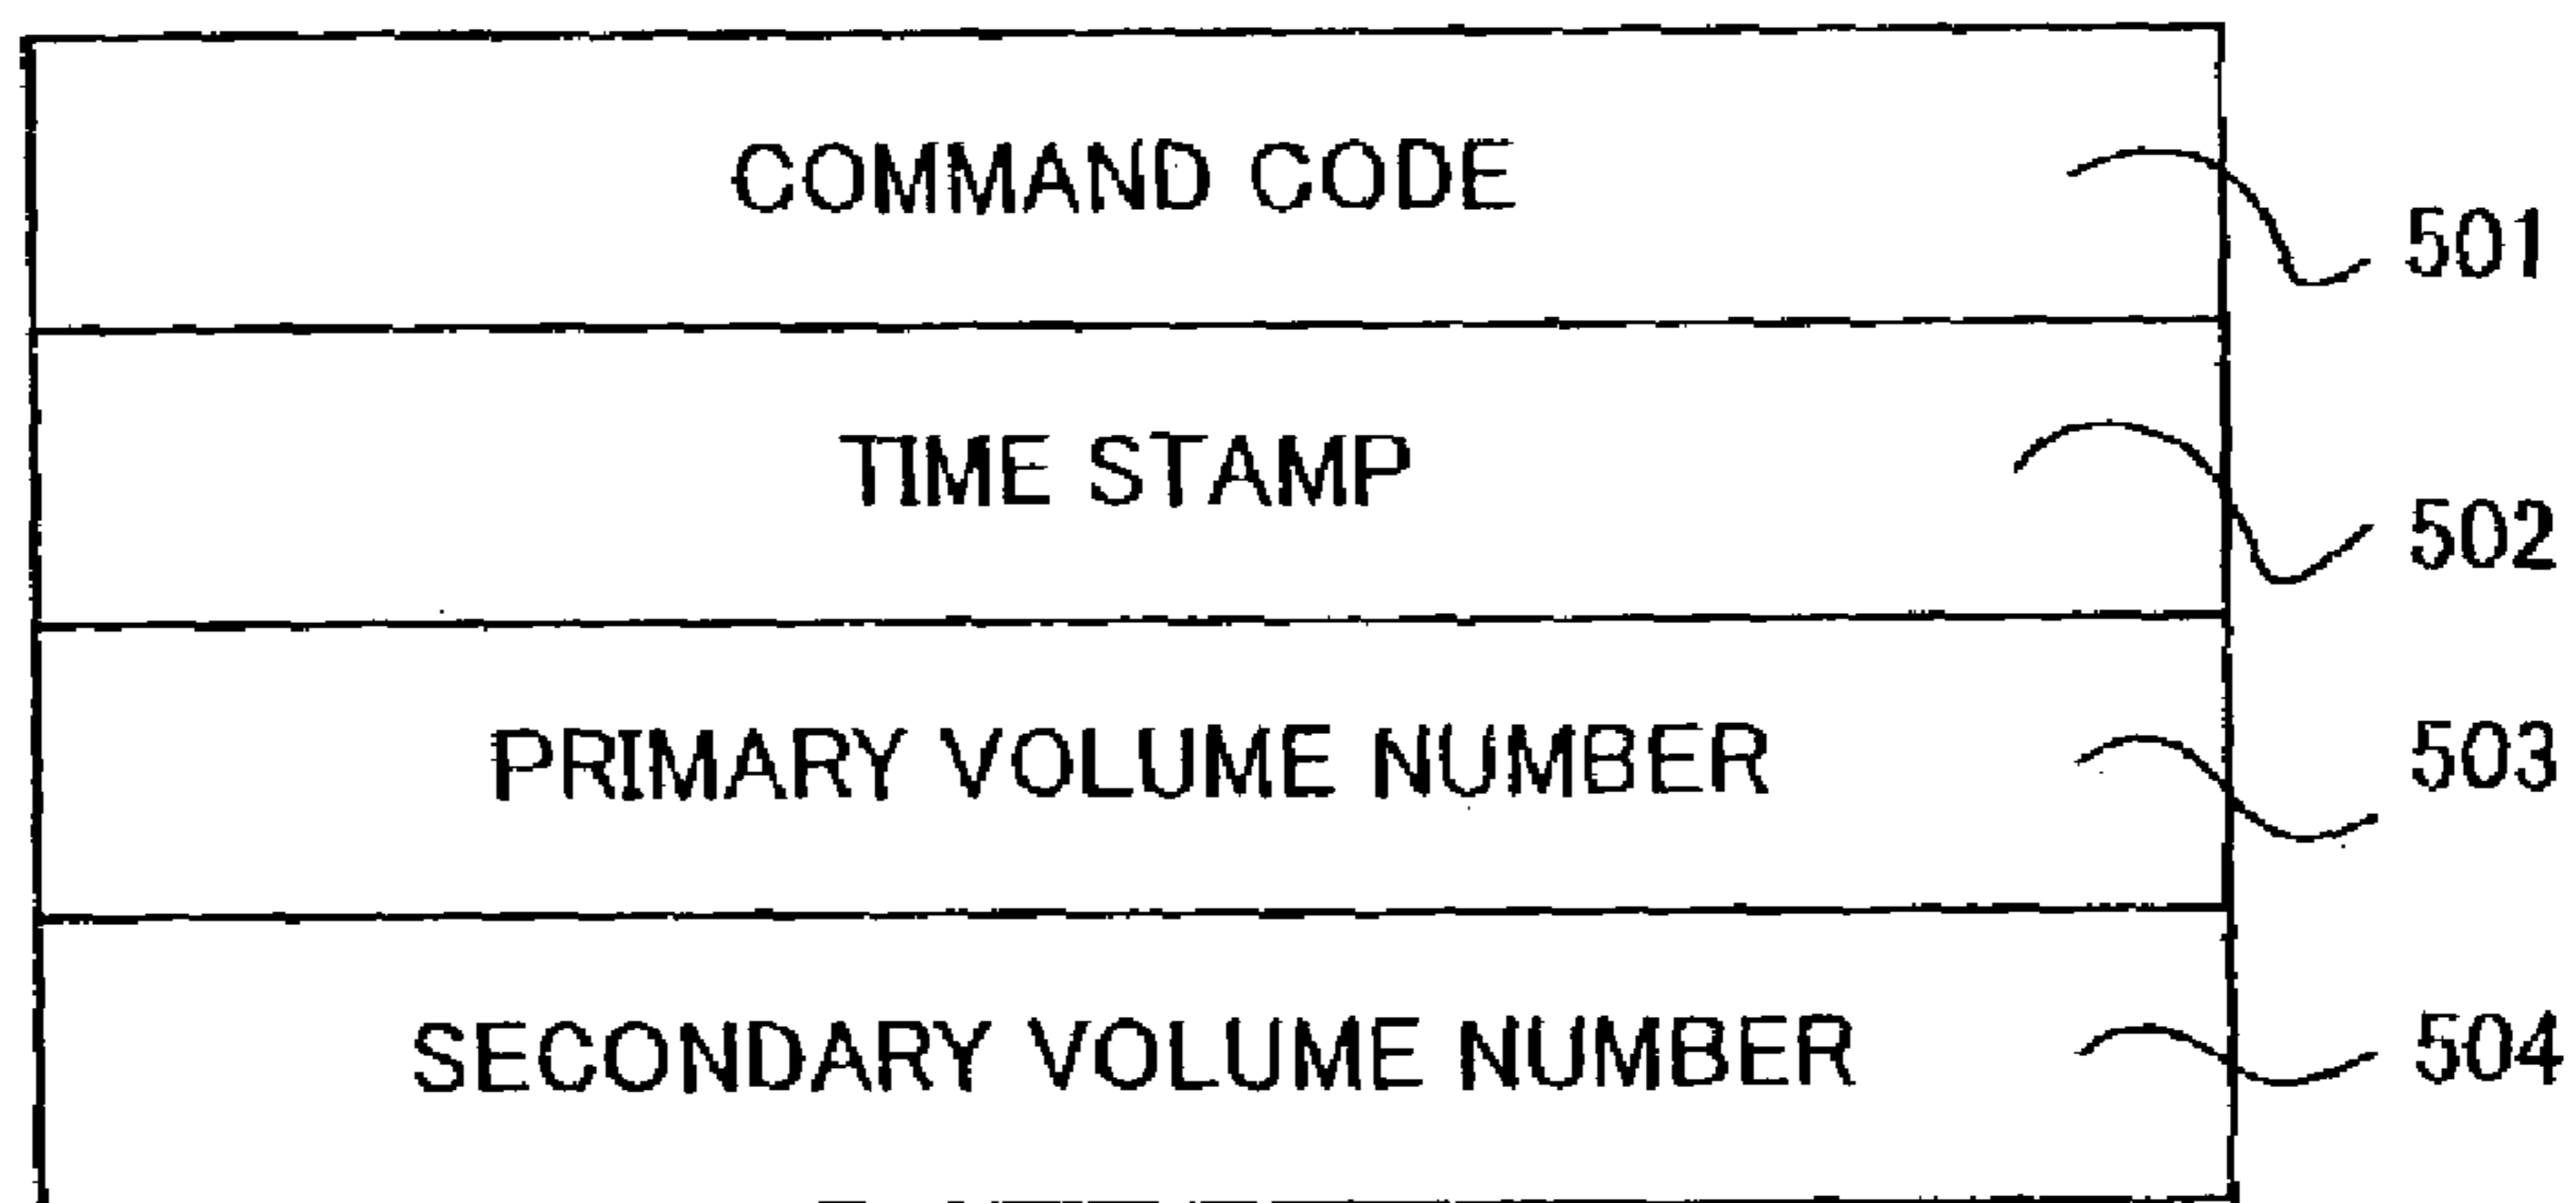 COMMAND CODE
501
TIME STAMP
502
PRIMARY VOLUME NUMBER
503
SECONDARY VOLUME NUMBER
504